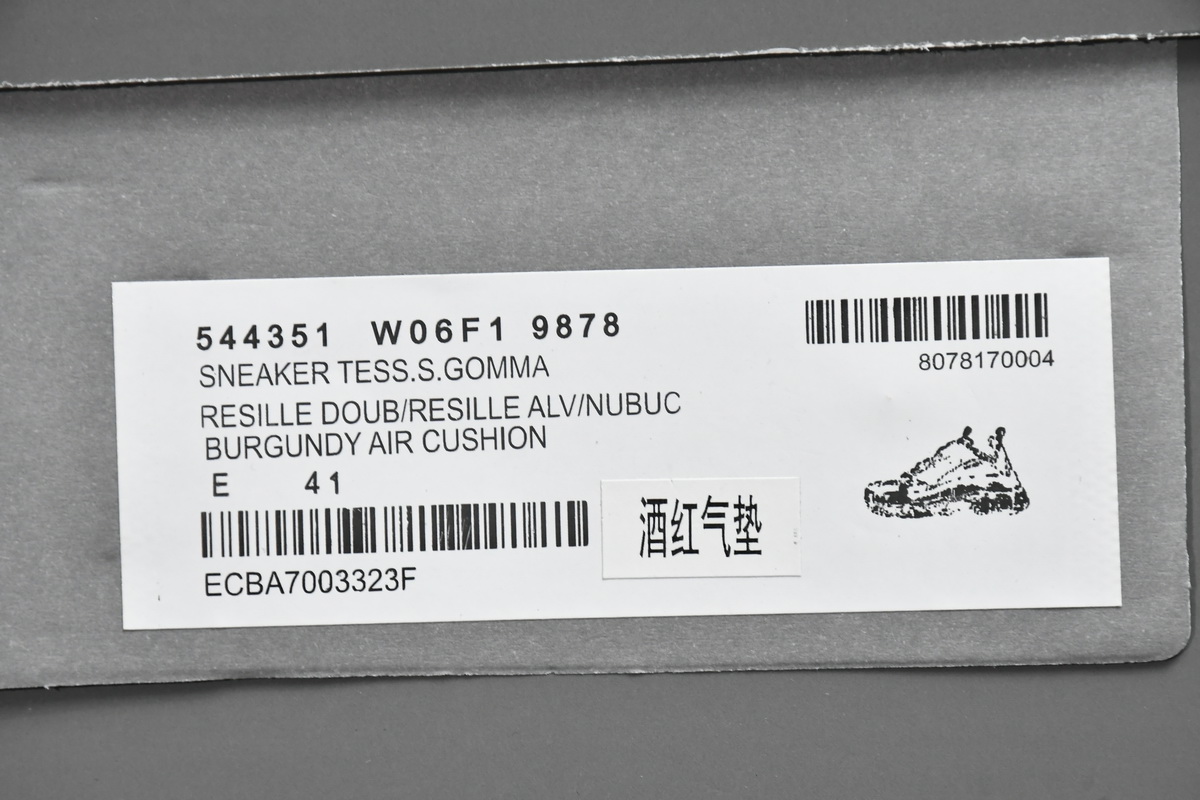 544351 W06F1 9878
SNEAKER TESS.S.GOMMA
RESILLE DOUB/RESILLE ALV/NUBUC
BURGUNDY AIR CUSHION
E 41
ECBA7003323F
8078170004
酒红气垫